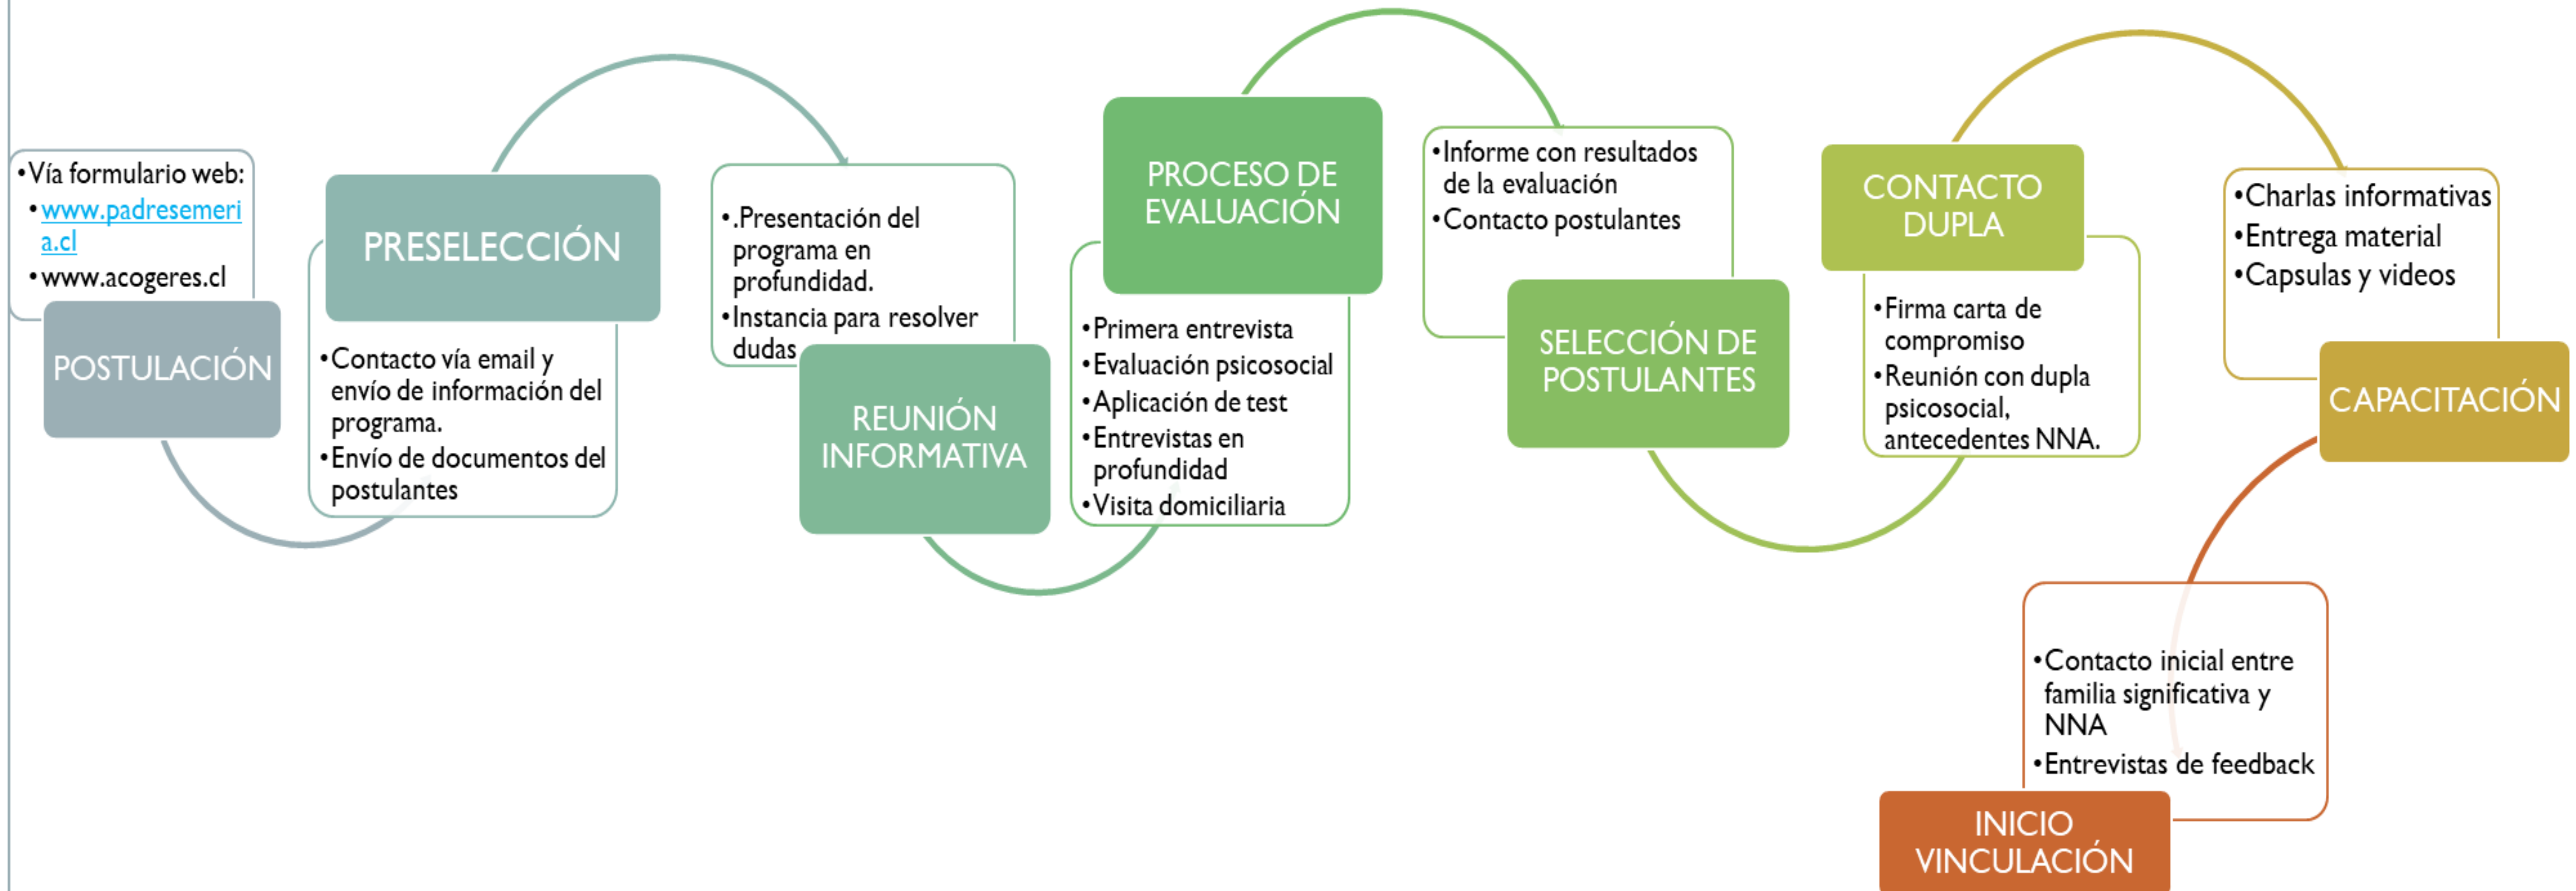 •Vía formulario web:
•www.padresemeri
a.cl
•www.acogeres.cl
POSTULACIÓN
PRESELECCIÓN
•Contacto vía email y
envío de información del
programa.
•Envío de documentos del
postulantes
•.Presentación del
programa en
profundidad.
•Instancia para resolver
dudas
REUNIÓN
INFORMATIVA
PROCESO DE
EVALUACIÓN
•Primera entrevista
•Evaluación psicosocial
•Aplicación de test
•Entrevistas en
profundidad
•Visita domiciliaria
•Informe con resultados
de la evaluación
•Contacto postulantes
SELECCIÓN DE
POSTULANTES
CONTACTO
DUPLA
•Firma carta de
compromiso
•Reunión con dupla
psicosocial,
antecedentes NNA.
•Charlas informativas
•Entrega material
•Capsulas y videos
CAPACITACIÓN
•Contacto inicial entre
familia significativa y
NNA
•Entrevistas de feedback
INICIO
VINCULACIÓN